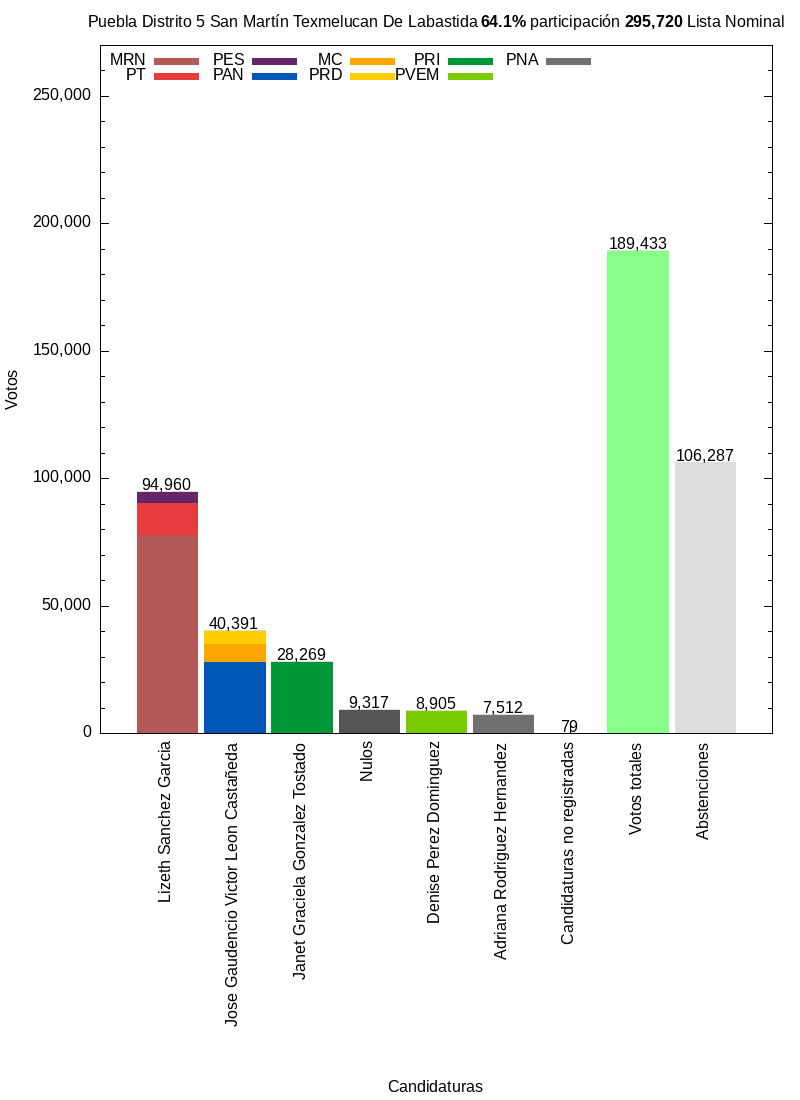 Puebla Distrito 5 San Martín Texmelucan De Labastida 64.1% participación 295,720 Lista Nominal
MRN PES MC PRI PNA
PT PAN PRD PVEM
250,000
200,000
150,000
100,000
50,000
0
Votos
94,960
40,391
28,269
9,317
8,905
7,512
79
189,433
106,287
Lizeth Sanchez Garcia
Jose Gaudencio Victor Leon Castañeda
Janet Graciela Gonzalez Tostado
Nulos
Denise Perez Dominguez
Adriana Rodriguez Hernandez
Candidaturas no registradas
Votos totales
Abstenciones
Candidaturas